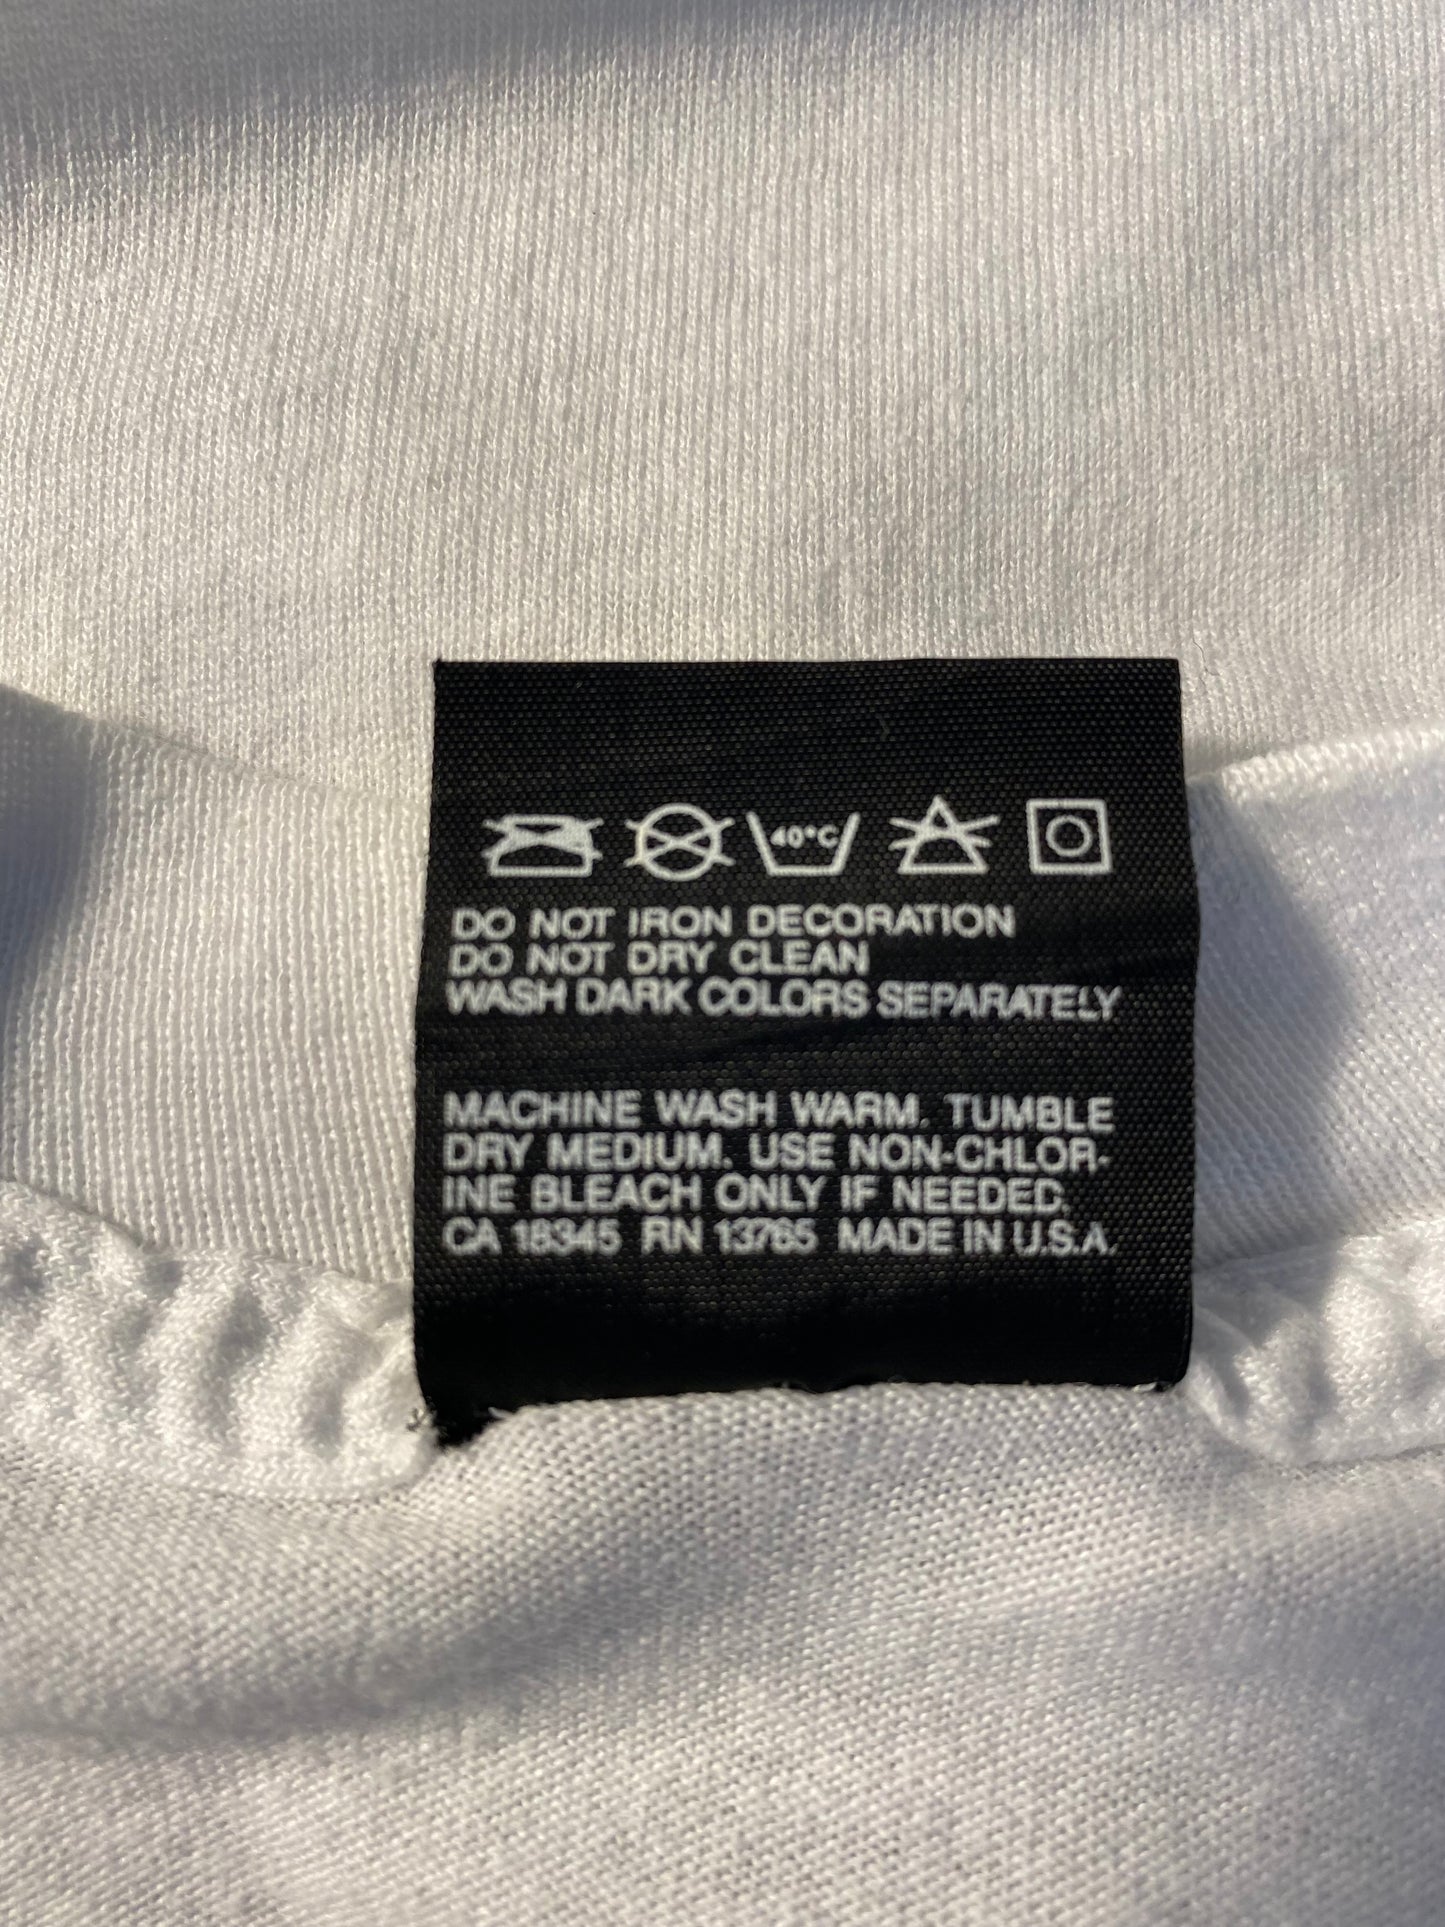 40°C
DO NOT IRON DECORATION
DO NOT DRY CLEAN
WASH DARK COLORS SEPARATELY
MACHINE WASH WARM. TUMBLE
DRY MEDIUM. USE NON-CHLOR-
INE BLEACH ONLY IF NEEDED.
CA 18345 RN 13765 MADE IN U.S.A.